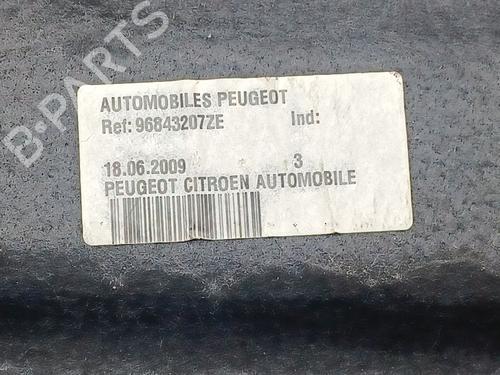 B-PARTS
AUTOMOBILES PEUGEOT
Ref: 96843207ZE Ind:
18.06.2009 3
PEUGEOT CITROEN AUTOMOBILE